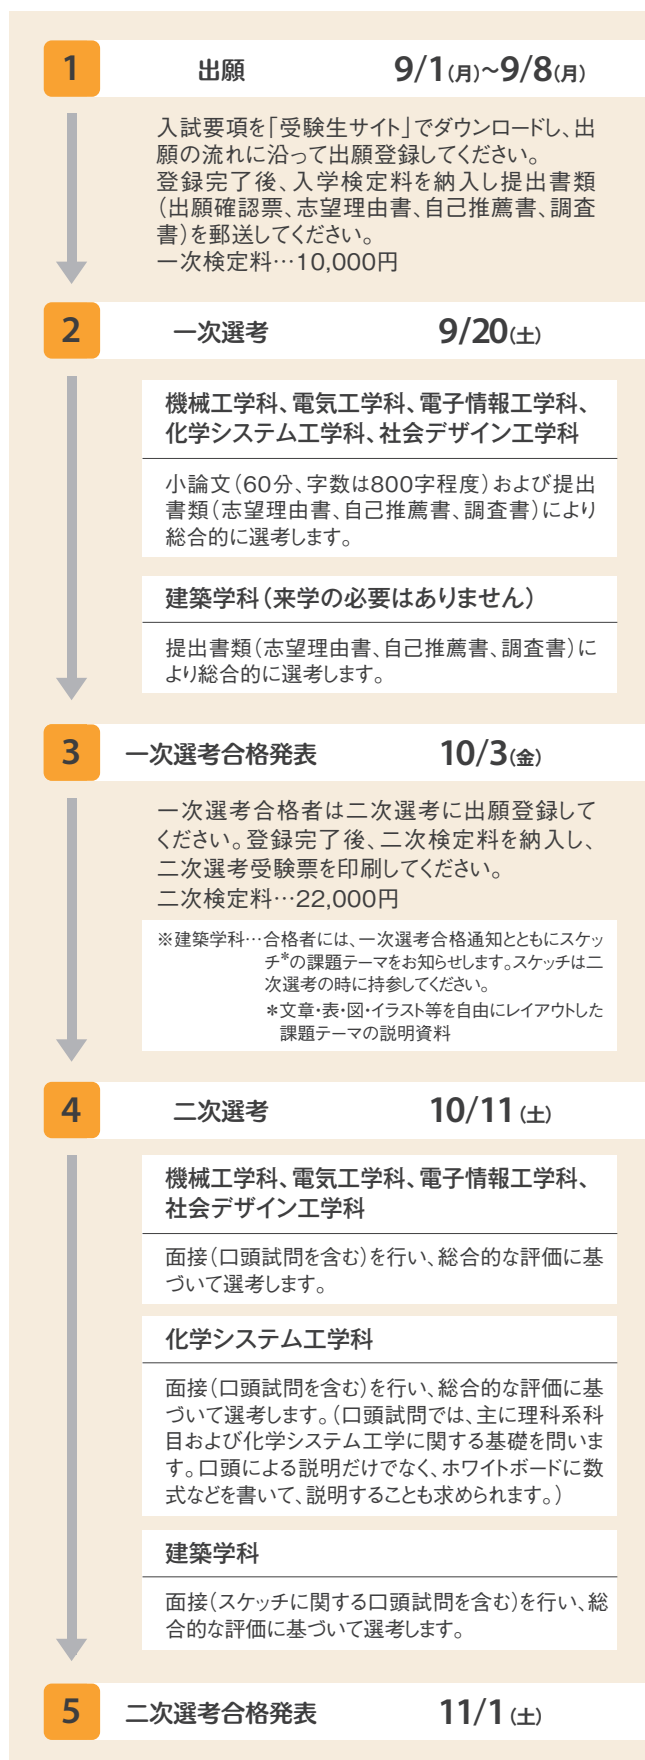 1 出願 9/1(月)~9/8(月)
入試要項を「受験生サイト」でダウンロードし、出
願の流れに沿って出願登録してください。
登録完了後、入学検定料を納入し提出書類
(出願確認票、志望理由書、自己推薦書、調査
書)を郵送してください。
一次検定料…10,000円
2 一次選考 9/20(土)
機械工学科、電気工学科、電子情報工学科、
化学システム工学科、社会デザイン工学科
小論文(60分、字数は800字程度)および提出
書類(志望理由書、自己推薦書、調査書)により
総合的に選考します。
建築学科(来学の必要はありません)
提出書類(志望理由書、自己推薦書、調査書)に
より総合的に選考します。
3 一次選考合格発表 10/3(金)
一次選考合格者は二次選考に出願登録して
ください。登録完了後、二次検定料を納入し、
二次選考受験票を印刷してください。
二次検定料…22,000円
※建築学科…合格者には、一次選考合格通知とともにスケッ
チ*の課題テーマをお知らせします。スケッチは二
次選考の時に持参してください。
*文章・表・図・イラスト等を自由にレイアウトした
課題テーマの説明資料
4 二次選考 10/11(土)
機械工学科、電気工学科、電子情報工学科、
社会デザイン工学科
面接(口頭試問を含む)を行い、総合的な評価に基
づいて選考します。
化学システム工学科
面接(口頭試問を含む)を行い、総合的な評価に基
づいて選考します。(口頭試問では、主に理科系科
目および化学システム工学に関する基礎を問いま
す。口頭による説明だけでなく、ホワイトボードに数
式などを書いて、説明することも求められます。)
建築学科
面接(スケッチに関する口頭試問を含む)を行い、総
合的な評価に基づいて選考します。
5 二次選考合格発表 11/1(土)